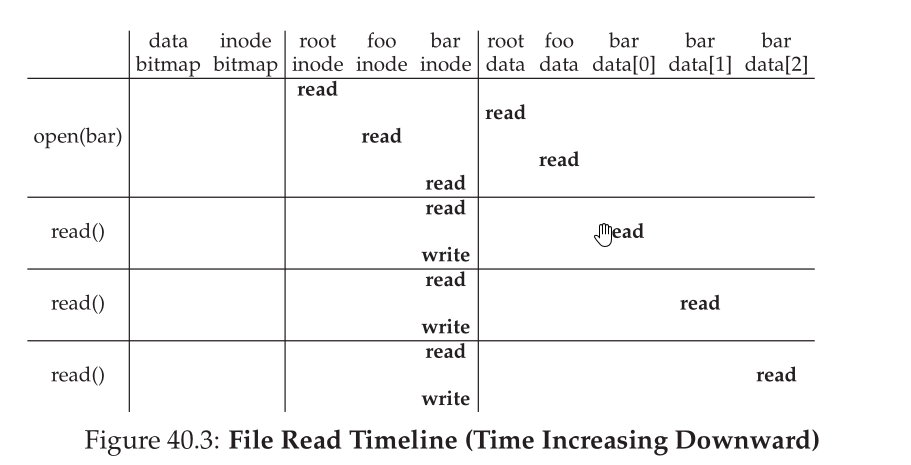 data inode root foo bar root foo bar bar bar
bitmap bitmap inode inode inode data data data[0] data[1] data[2]
read
read
open(bar) read
read
read
read
read() ead
write
read
read() read
write
read
read() read
write
Figure 40.3: File Read Timeline (Time Increasing Downward)